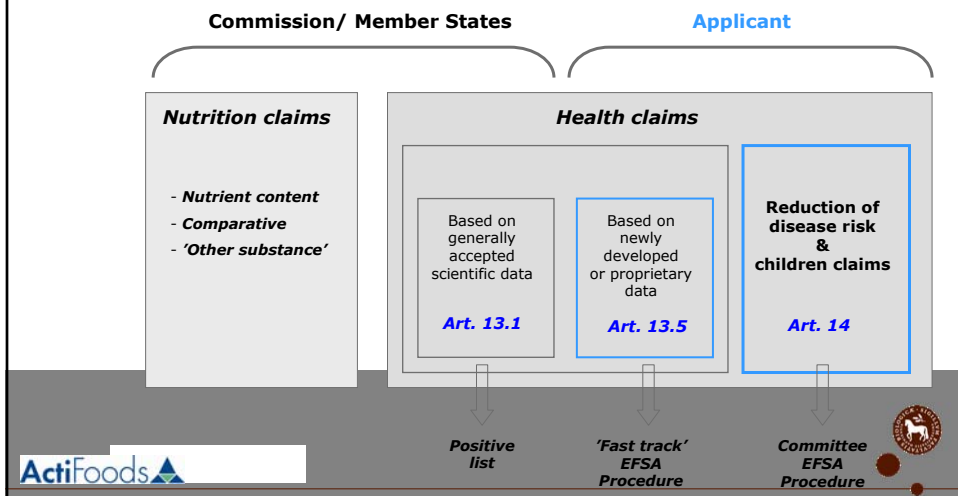 Commission/ Member States
Applicant
Nutrition claims
- Nutrient content
- Comparative
- ’Other substance’
Health claims
Based on
generally
accepted
scientific data
Art. 13.1
Based on
newly
developed
or proprietary
data
Art. 13.5
Reduction of
disease risk
&
children claims
Art. 14
Positive
list
’Fast track’
EFSA
Procedure
Committee
EFSA
Procedure
ActiFoods